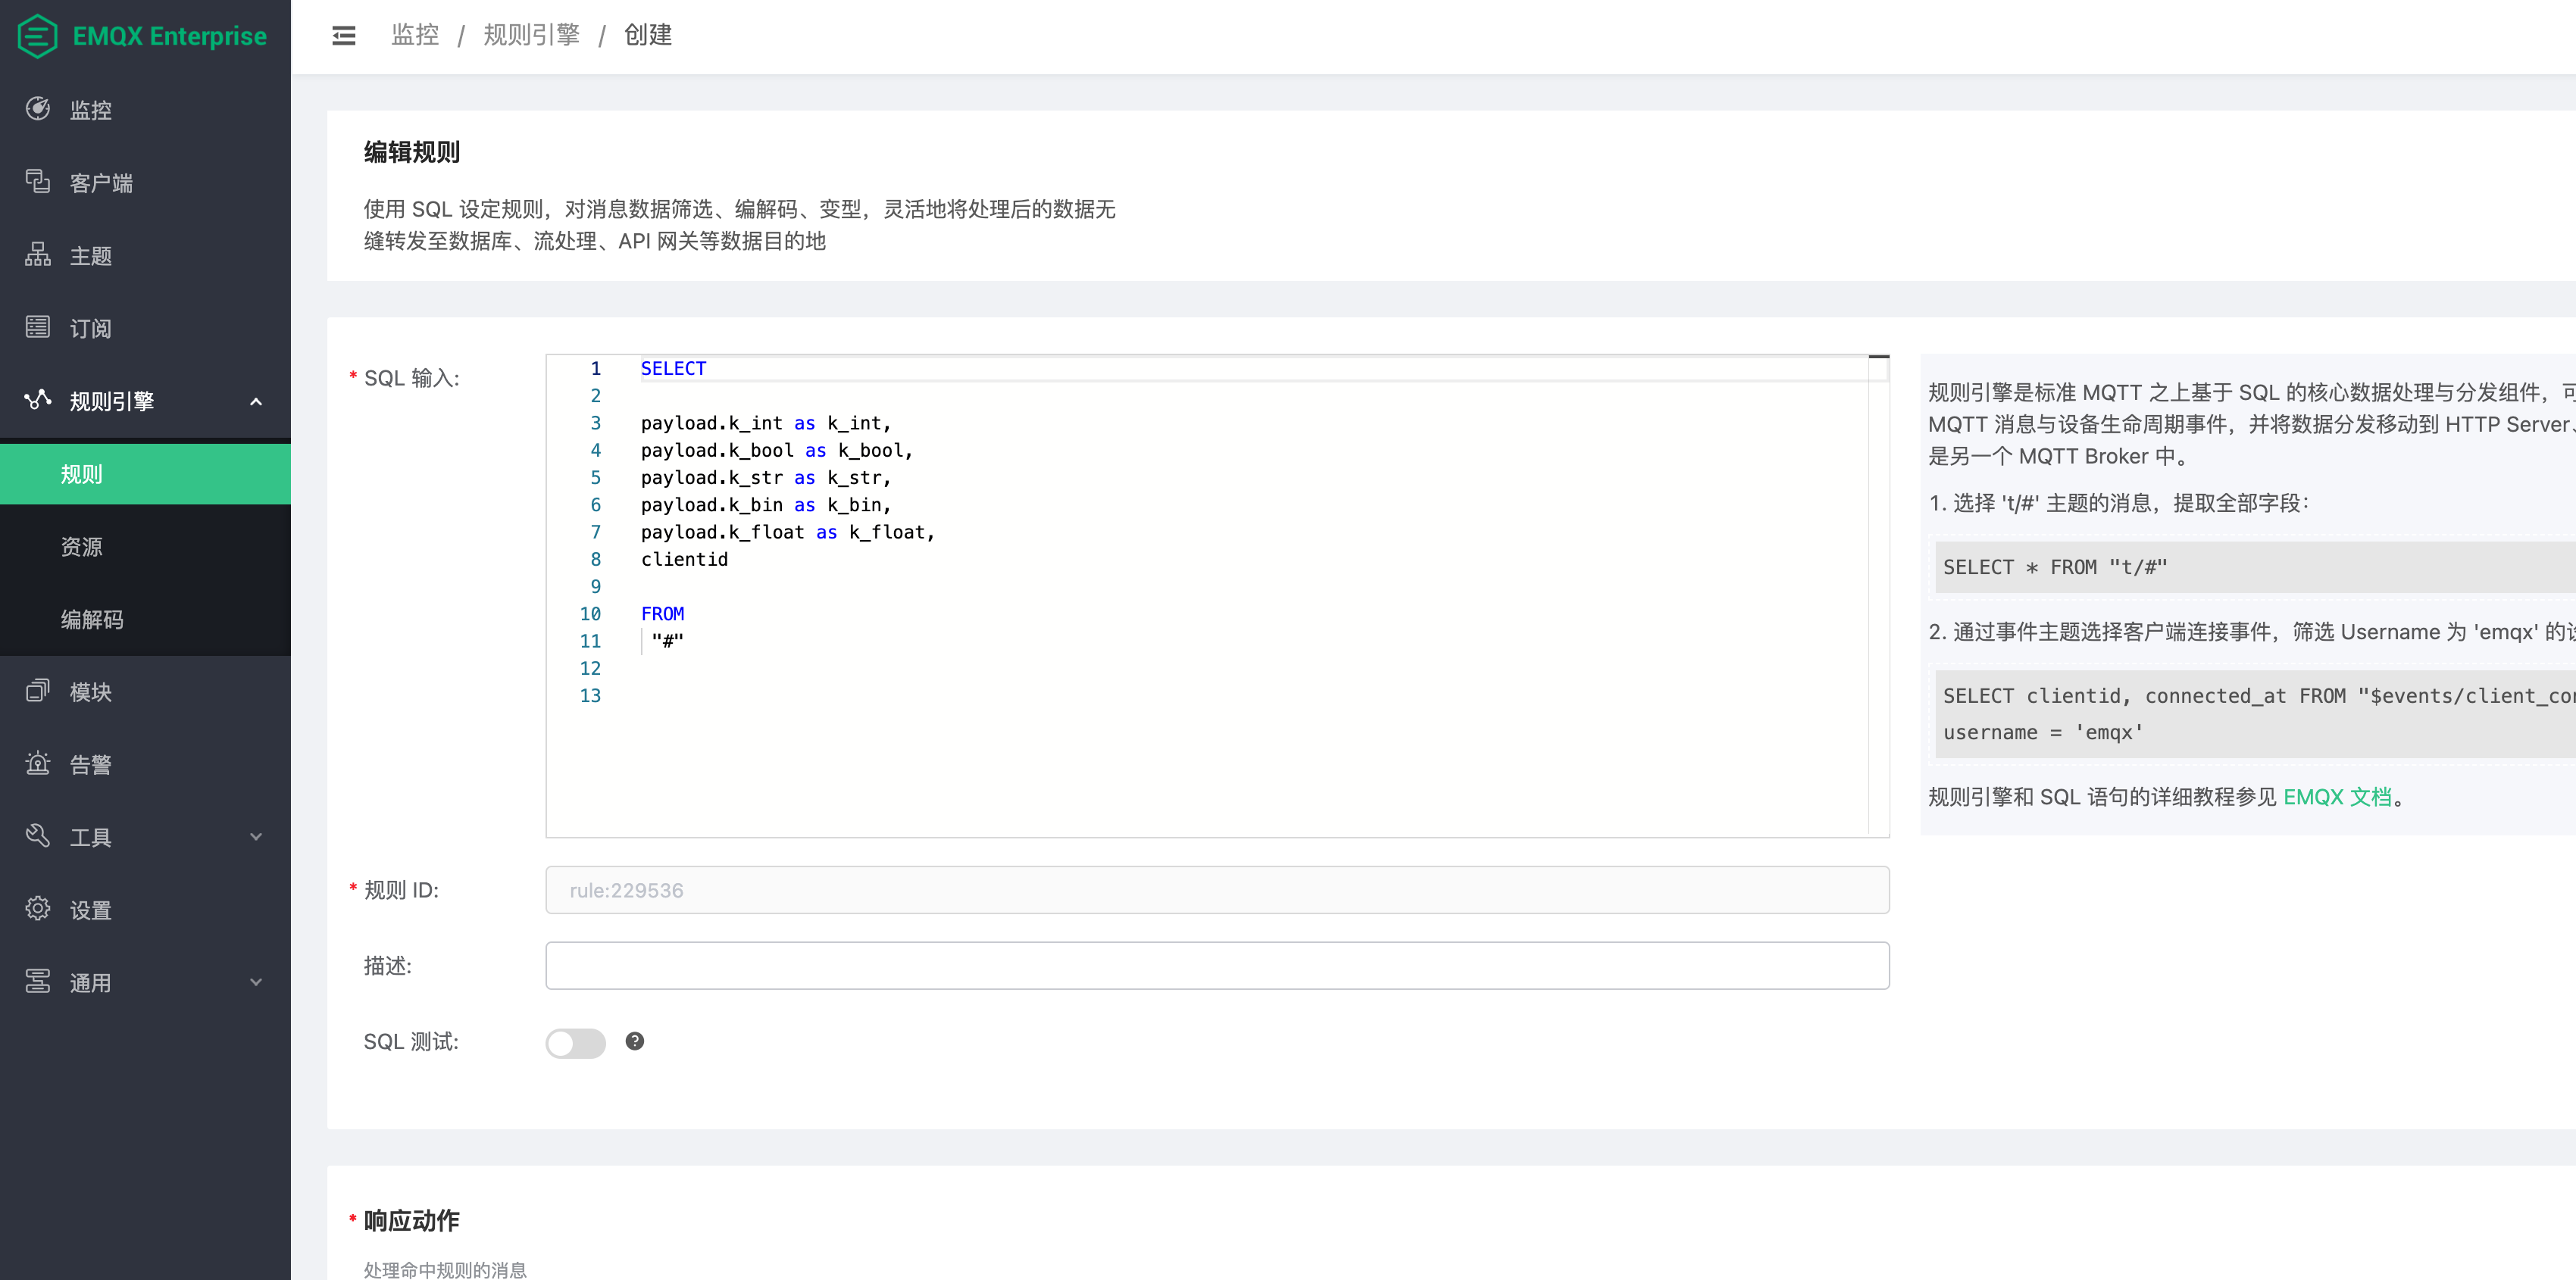 EMQX Enterprise
监控 / 规则引擎 / 创建
监控
客户端
主题
订阅
规则引擎
规则
资源
编解码
模块
告警
工具
设置
通用
编辑规则
使用 SQL 设定规则，对消息数据筛选、编解码、变型，灵活地将处理后的数据无
缝转发至数据库、流处理、API 网关等数据目的地
* SQL 输入:
1 SELECT
2
3 payload.k_int as k_int,
4 payload.k_bool as k_bool,
5 payload.k_str as k_str,
6 payload.k_bin as k_bin,
7 payload.k_float as k_float,
8 clientid
9
10 FROM
11 "#"
12
13
规则引擎是标准 MQTT 之上基于 SQL 的核心数据处理与分发组件，可
MQTT 消息与设备生命周期事件，并将数据分发移动到 HTTP Server、
是另一个 MQTT Broker 中。
1. 选择 't/#' 主题的消息，提取全部字段：
SELECT * FROM "t/#"
2. 通过事件主题选择客户端连接事件，筛选 Username 为 'emqx' 的
SELECT clientid, connected_at FROM "$events/client_co
username = 'emqx'
规则引擎和 SQL 语句的详细教程参见 EMQX 文档。
* 规则 ID:
rule:229536
描述:
SQL 测试:
* 响应动作
处理命中规则的消息